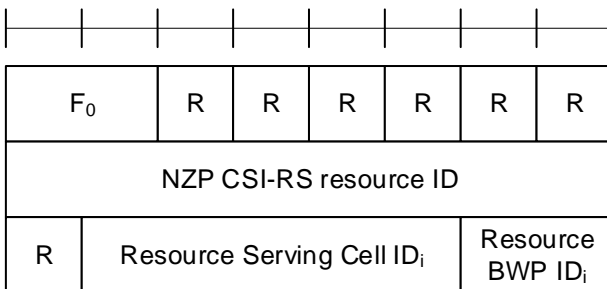 F₀ R R R R R R
NZP CSI-RS resource ID
R Resource Serving Cell IDᵢ Resource BWP IDᵢ